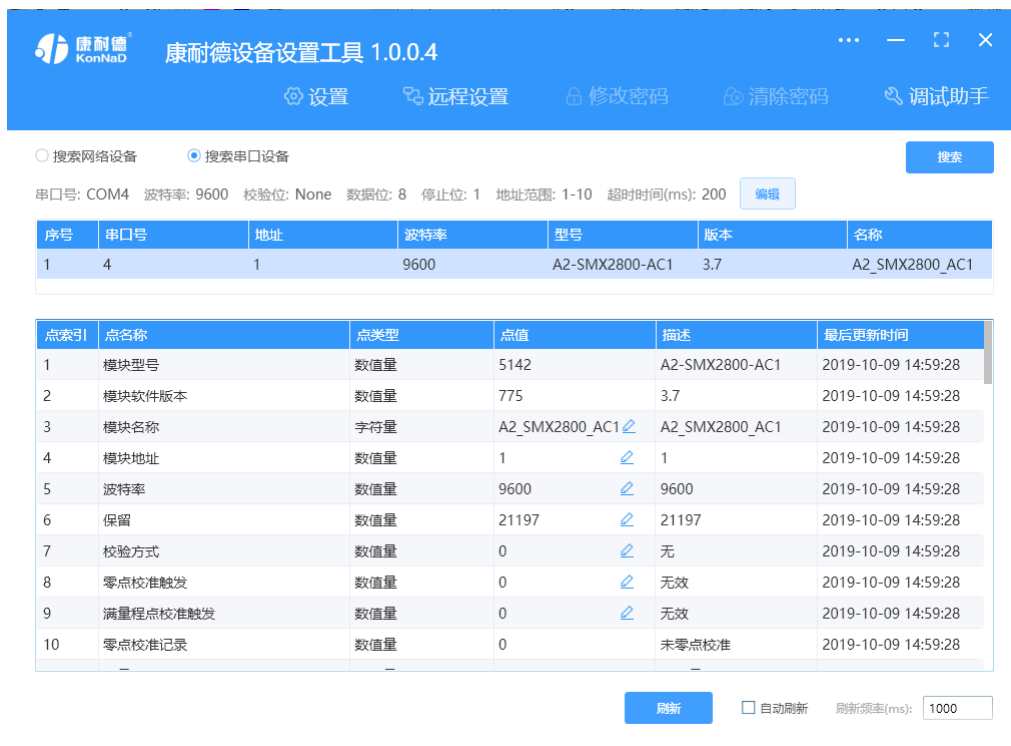 康耐德®
KonNaD
康耐德设备设置工具 1.0.0.4
设置 远程设置 修改密码 清除密码 调试助手
搜索网络设备 搜索串口设备 搜索
串口号: COM4 波特率: 9600 校验位: None 数据位: 8 停止位: 1 地址范围: 1-10 超时时间(ms): 200 编辑
序号 串口号 地址 波特率 型号 版本 名称
1 4 1 9600 A2-SMX2800-AC1 3.7 A2_SMX2800_AC1
点索引 点名称 点类型 点值 描述 最后更新时间
1 模块型号 数值量 5142 A2-SMX2800-AC1 2019-10-09 14:59:28
2 模块软件版本 数值量 775 3.7 2019-10-09 14:59:28
3 模块名称 字符量 A2_SMX2800_AC1 A2_SMX2800_AC1 2019-10-09 14:59:28
4 模块地址 数值量 1 1 2019-10-09 14:59:28
5 波特率 数值量 9600 9600 2019-10-09 14:59:28
6 保留 数值量 21197 21197 2019-10-09 14:59:28
7 校验方式 数值量 0 无 2019-10-09 14:59:28
8 零点校准触发 数值量 0 无效 2019-10-09 14:59:28
9 满量程点校准触发 数值量 0 无效 2019-10-09 14:59:28
10 零点校准记录 数值量 0 未零点校准 2019-10-09 14:59:28
刷新 自动刷新 刷新频率(ms): 1000